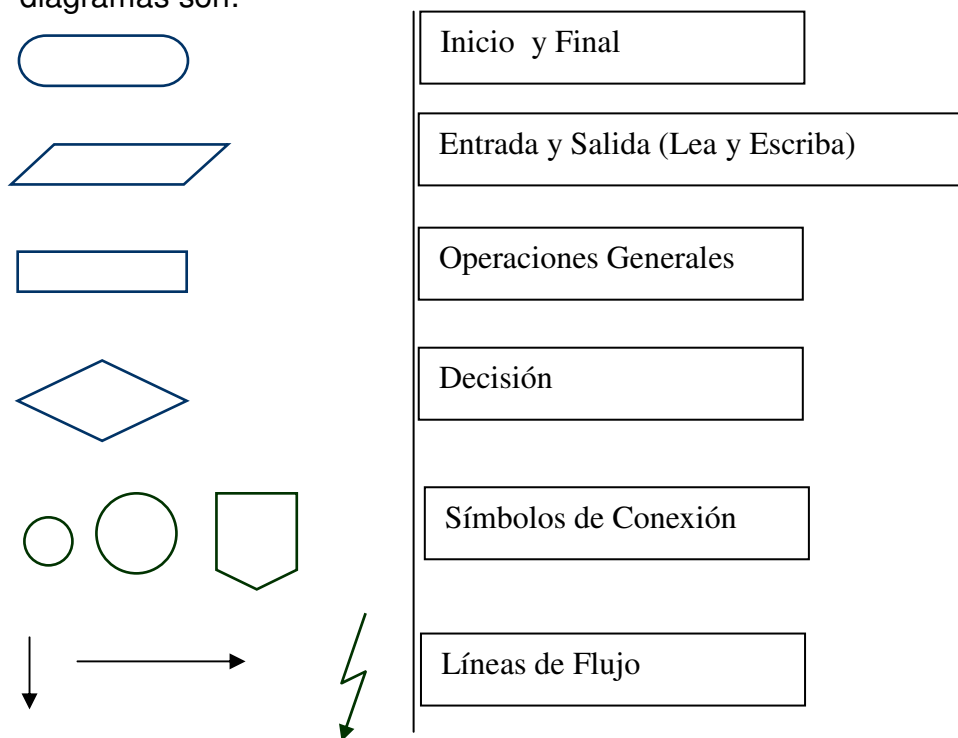 diagramas son:
Inicio y Final
Entrada y Salida (Lea y Escriba)
Operaciones Generales
Decisión
Símbolos de Conexión
Líneas de Flujo